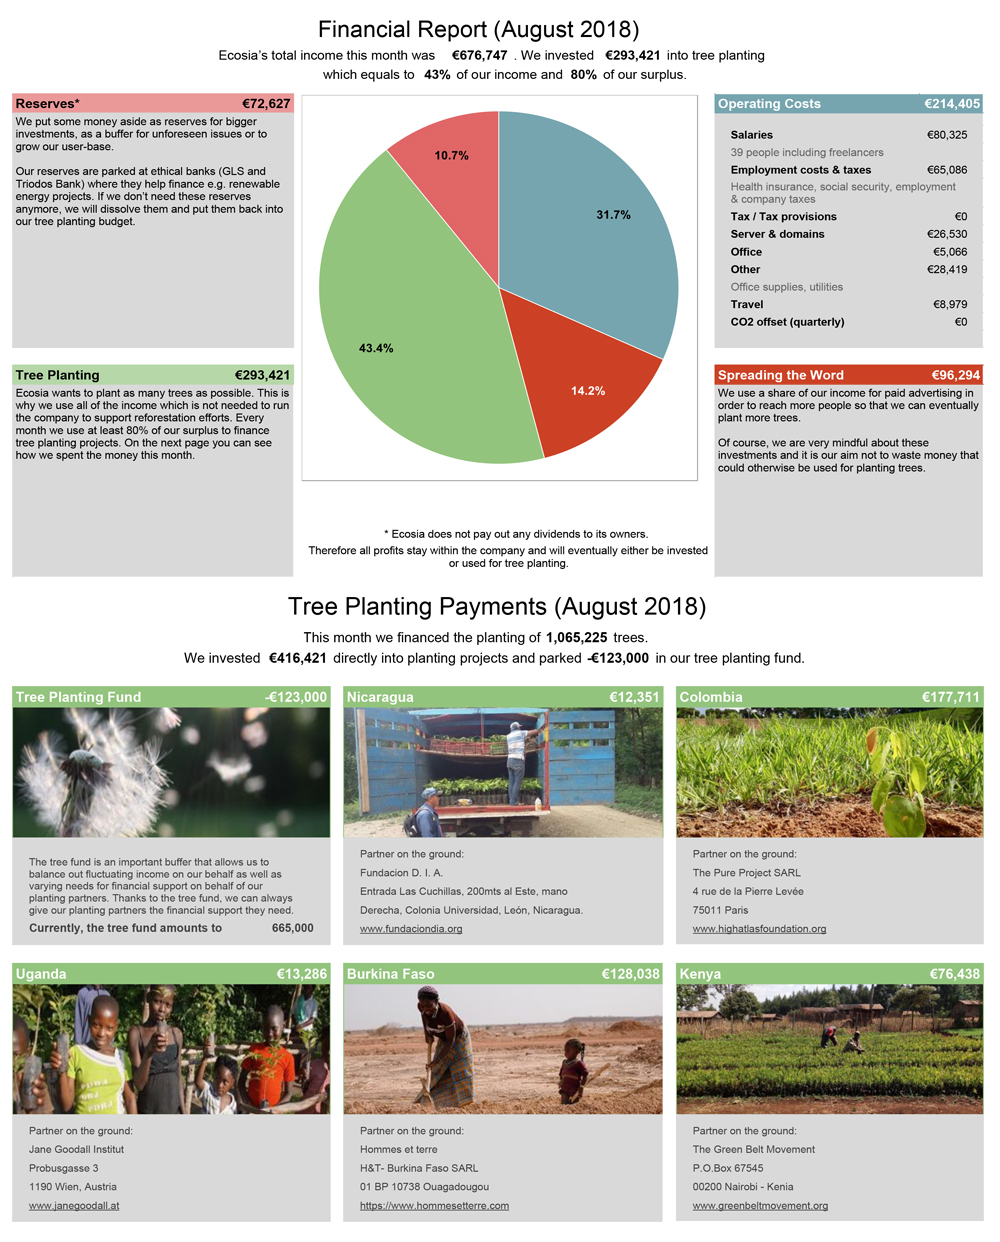 Financial Report (August 2018)
Ecosia's total income this month was €676,747 . We invested €293,421 into tree planting
which equals to 43% of our income and 80% of our surplus.
Reserves* €72,627
We put some money aside as reserves for bigger
investments, as a buffer for unforeseen issues or to
grow our user-base.
Our reserves are parked at ethical banks (GLS and
Triodos Bank) where they help finance e.g. renewable
energy projects. If we don't need these reserves
anymore, we will dissolve them and put them back into
our tree planting budget.
10.7%
31.7%
43.4%
14.2%
Operating Costs €214,405
Salaries €80,325
39 people including freelancers
Employment costs & taxes €65,086
Health insurance, social security, employment
& company taxes
Tax / Tax provisions €0
Server & domains €26,530
Office €5,066
Other €28,419
Office supplies, utilities
Travel €8,979
CO2 offset (quarterly) €0
Tree Planting €293,421
Ecosia wants to plant as many trees as possible. This is
why we use all of the income which is not needed to run
the company to support reforestation efforts. Every
month we use at least 80% of our surplus to finance
tree planting projects. On the next page you can see
how we spent the money this month.
Spreading the Word €96,294
We use a share of our income for paid advertising in
order to reach more people so that we can eventually
plant more trees.
Of course, we are very mindful about these
investments and it is our aim not to waste money that
could otherwise be used for planting trees.
* Ecosia does not pay out any dividends to its owners.
Therefore all profits stay within the company and will eventually either be invested
or used for tree planting.
Tree Planting Payments (August 2018)
This month we financed the planting of 1,065,225 trees.
We invested €416,421 directly into planting projects and parked -€123,000 in our tree planting fund.
Tree Planting Fund -€123,000
The tree fund is an important buffer that allows us to
balance out fluctuating income on our behalf as well as
varying needs for financial support on behalf of our
planting partners. Thanks to the tree fund, we can always
give our planting partners the financial support they need.
Currently, the tree fund amounts to 665,000
Nicaragua €12,351
Partner on the ground:
Fundacion D. I. A.
Entrada Las Cuchillas, 200mts al Este, mano
Derecha, Colonia Universidad, León, Nicaragua.
www.fundaciondia.org
Colombia €177,711
Partner on the ground:
The Pure Project SARL
4 rue de la Pierre Levée
75011 Paris
www.highatlasfoundation.org
Uganda €13,286
Partner on the ground:
Jane Goodall Institut
Probusgasse 3
1190 Wien, Austria
www.janegoodall.at
Burkina Faso €128,038
Partner on the ground:
Hommes et terre
H&T- Burkina Faso SARL
01 BP 10738 Ouagadougou
https://www.hommesetterre.com
Kenya €76,438
Partner on the ground:
The Green Belt Movement
P.O.Box 67545
00200 Nairobi - Kenia
www.greenbeltmovement.org